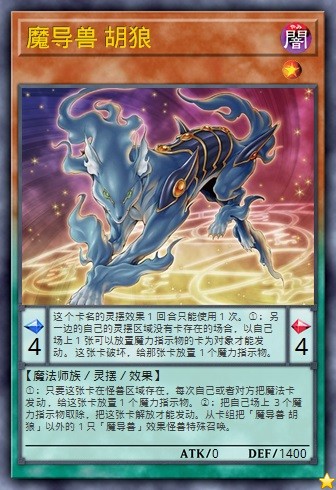 魔导兽 胡狼
闇
这个卡名的灵摆效果1回合只能使用1次。①：另
一边的自己的灵摆区域没有卡存在的场合，以自己
场上1张可以放置魔力指示物的卡为对象才能发
动。这张卡破坏，给那张卡放置1个魔力指示物。
4
4
【魔法师族／灵摆／效果】
①：只要这张卡在怪兽区域存在，每次自己或者对方把魔法卡
发动，给这张卡放置1个魔力指示物。②：把自己场上3个魔
力指示物取除，把这张卡解放才能发动。从卡组把「魔导兽 胡
狼」以外的1只「魔导兽」效果怪兽特殊召唤。
ATK/0 DEF/1400